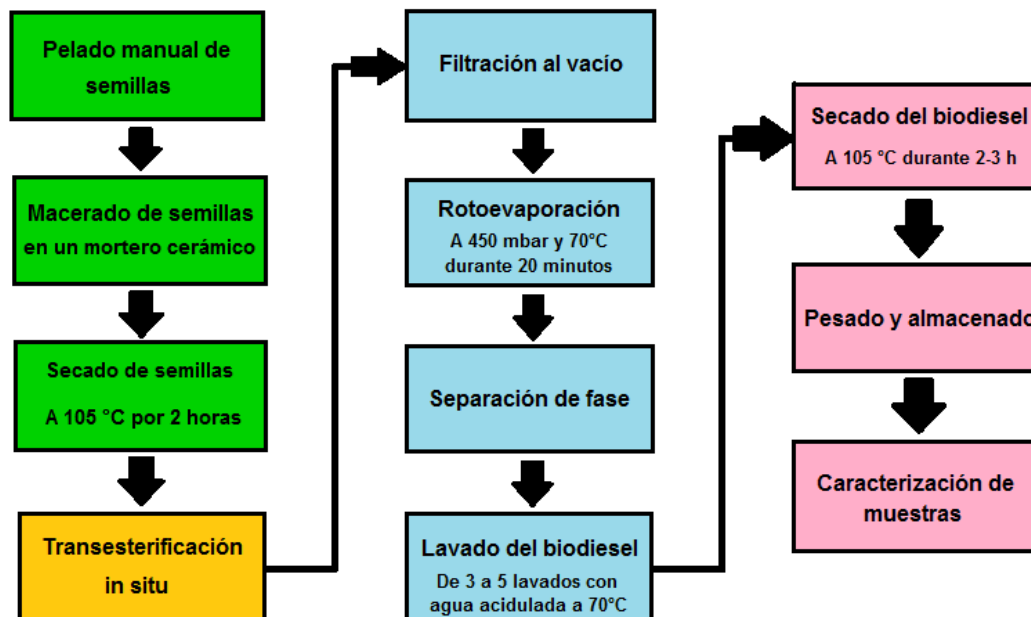 Pelado manual de
semillas
Macerado de semillas
en un mortero cerámico
Secado de semillas
A 105 °C por 2 horas
Transesterificación
in situ
Filtración al vacío
Rotoevaporación
A 450 mbar y 70°C
durante 20 minutos
Separación de fase
Lavado del biodiesel
De 3 a 5 lavados con
agua acidulada a 70°C
Secado del biodiesel
A 105 °C durante 2-3 h
Pesado y almacenado
Caracterización de
muestras